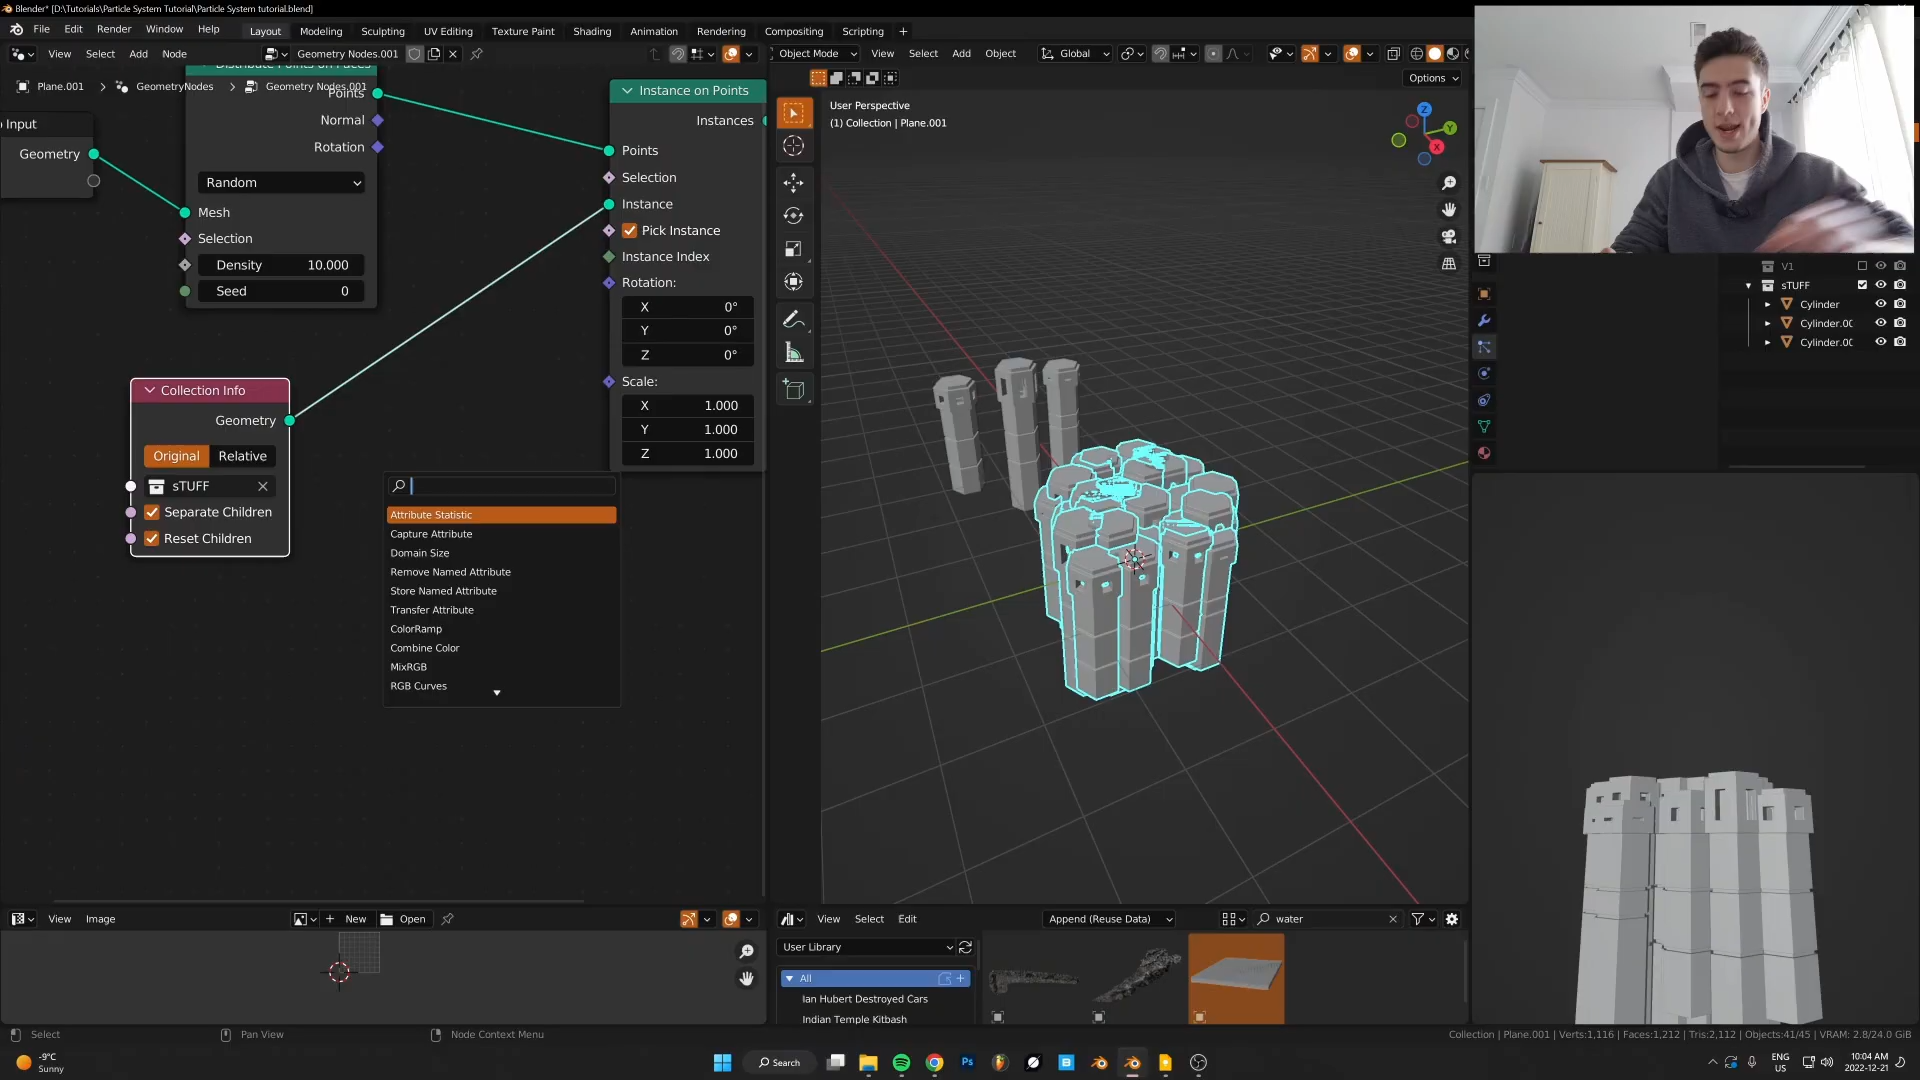 Blender* [D:\Tutorials\Particle System Tutorial\Particle System tutorial.blend]
File Edit Render Window Help Layout Modeling Sculpting UV Editing Texture Paint Shading Animation Rendering Compositing Scripting
View Select Add Node Geometry Nodes.001 Object Mode View Select Add Object Global
Plane.001 GeometryNodes Geometry Nodes.001
Options
Points
Normal
Rotation
Random
Mesh
Selection
Density 10.000
Seed 0
Input
Geometry
Instance on Points
Instances
Points
Selection
Instance
Pick Instance
Instance Index
Rotation:
X 0°
Y 0°
Z 0°
Scale:
X 1.000
Y 1.000
Z 1.000
Collection Info
Geometry
Original Relative
sTUFF
Separate Children
Reset Children
Attribute Statistic
Capture Attribute
Domain Size
Remove Named Attribute
Store Named Attribute
Transfer Attribute
ColorRamp
Combine Color
MixRGB
RGB Curves
User Perspective
(1) Collection | Plane.001
Z
Y
X
V1
sTUFF
Cylinder
Cylinder.00
Cylinder.00
View Image New Open
View Select Edit Append (Reuse Data) water
User Library
All
Ian Hubert Destroyed Cars
Indian Temple Kitbash
Select Pan View Node Context Menu
Collection | Plane.001 | Verts:1,116 | Faces:1,212 | Tris:2,112 | Objects:41/45 | VRAM: 2.8/24.0 GiB
-9°C
Sunny
Search
Ps
ENG
US
10:04 AM
2022-12-21